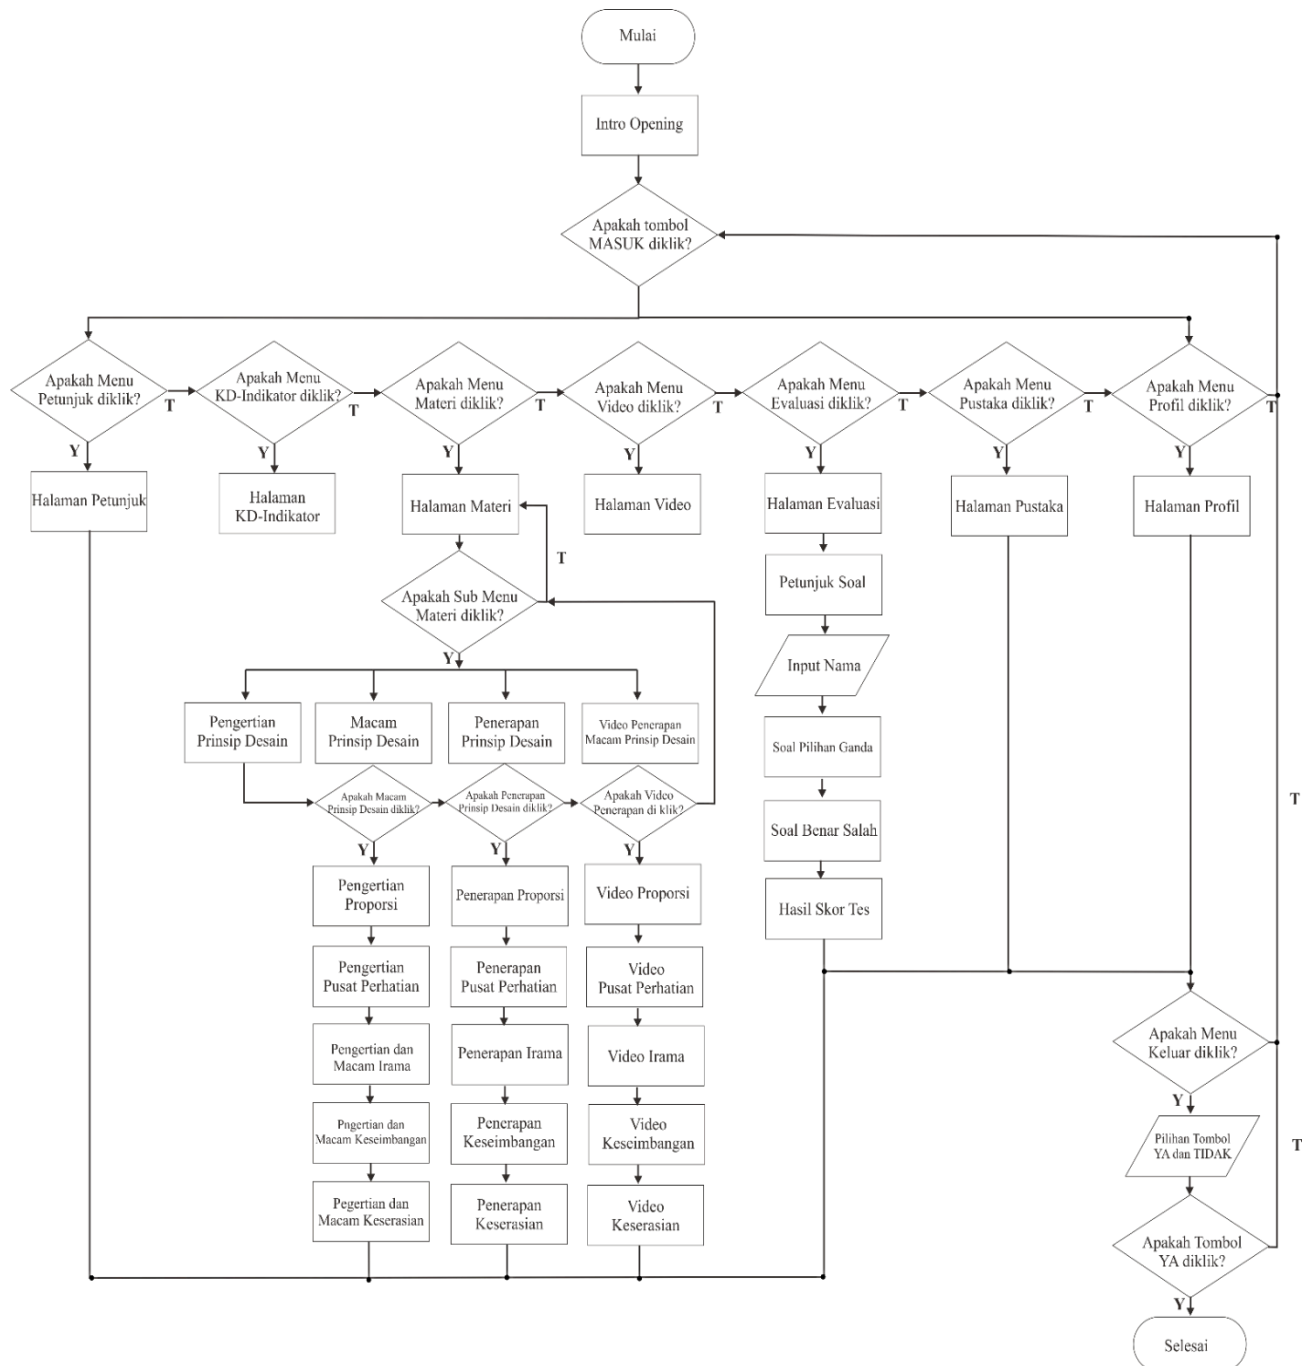 Mulai
Intro Opening
Apakah tombol
MASUK diklik?
Apakah Menu
Petunjuk diklik?
T
Apakah Menu
KD-Indikator diklik?
T
Apakah Menu
Materi diklik?
T
Apakah Menu
Video diklik?
T
Apakah Menu
Evaluasi diklik?
T
Apakah Menu
Pustaka diklik?
T
Apakah Menu
Profil diklik?
T
Y
Y
Y
Y
Y
Y
Y
Halaman Petunjuk
Halaman
KD-Indikator
Halaman Materi
Halaman Video
Halaman Evaluasi
Halaman Pustaka
Halaman Profil
T
Apakah Sub Menu
Materi diklik?
Y
Petunjuk Soal
Input Nama
Soal Pilihan Ganda
Soal Benar Salah
Hasil Skor Tes
Pengertian
Prinsip Desain
Macam
Prinsip Desain
Penerapan
Prinsip Desain
Video Penerapan
Macam Prinsip Desain
Apakah Macam
Prinsip Desain diklik?
Apakah Penerapan
Prinsip Desain diklik?
Apakah Video
Penerapan di klik?
T
Y
Y
Y
Pengertian
Proporsi
Penerapan Proporsi
Video Proporsi
Pengertian
Pusat Perhatian
Penerapan
Pusat Perhatian
Video
Pusat Perhatian
Pengertian dan
Macam Irama
Penerapan Irama
Video Irama
Pngertian dan
Macam Keseimbangan
Penerapan
Keseimbangan
Video
Keseimbangan
Pegertian dan
Macam Keserasian
Penerapan
Keserasian
Video
Keserasian
Apakah Menu
Keluar diklik?
Y
Pilihan Tombol
YA dan TIDAK
T
Apakah Tombol
YA diklik?
Y
Selesai